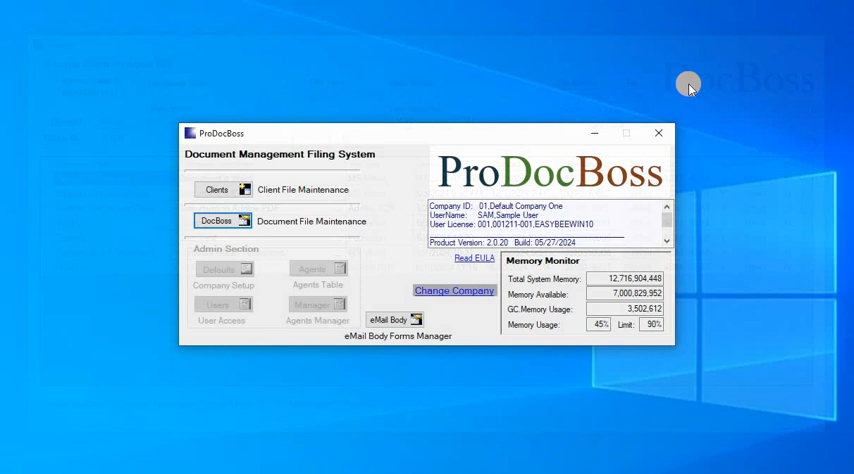 ProDocBoss
Document Management Filing System
ProDocBoss
Clients
Client File Maintenance
DocBoss
Document File Maintenance
Company ID: 01,Default Company One
UserName: SAM,Sample User
User License: 001,001211-001,EASYBEEWIN10
Product Version: 2.0.20 Build: 05/27/2024
Read EULA
Admin Section
Defaults
Company Setup
Agents
Agents Table
Users
User Access
Manager
Agents Manager
Change Company
eMail Body
eMail Body Forms Manager
Memory Monitor
Total System Memory: 12,716,904,448
Memory Available: 7,000,829,952
GC.Memory Usage: 3,502,612
Memory Usage: 45% Limit: 90%
DocBoss